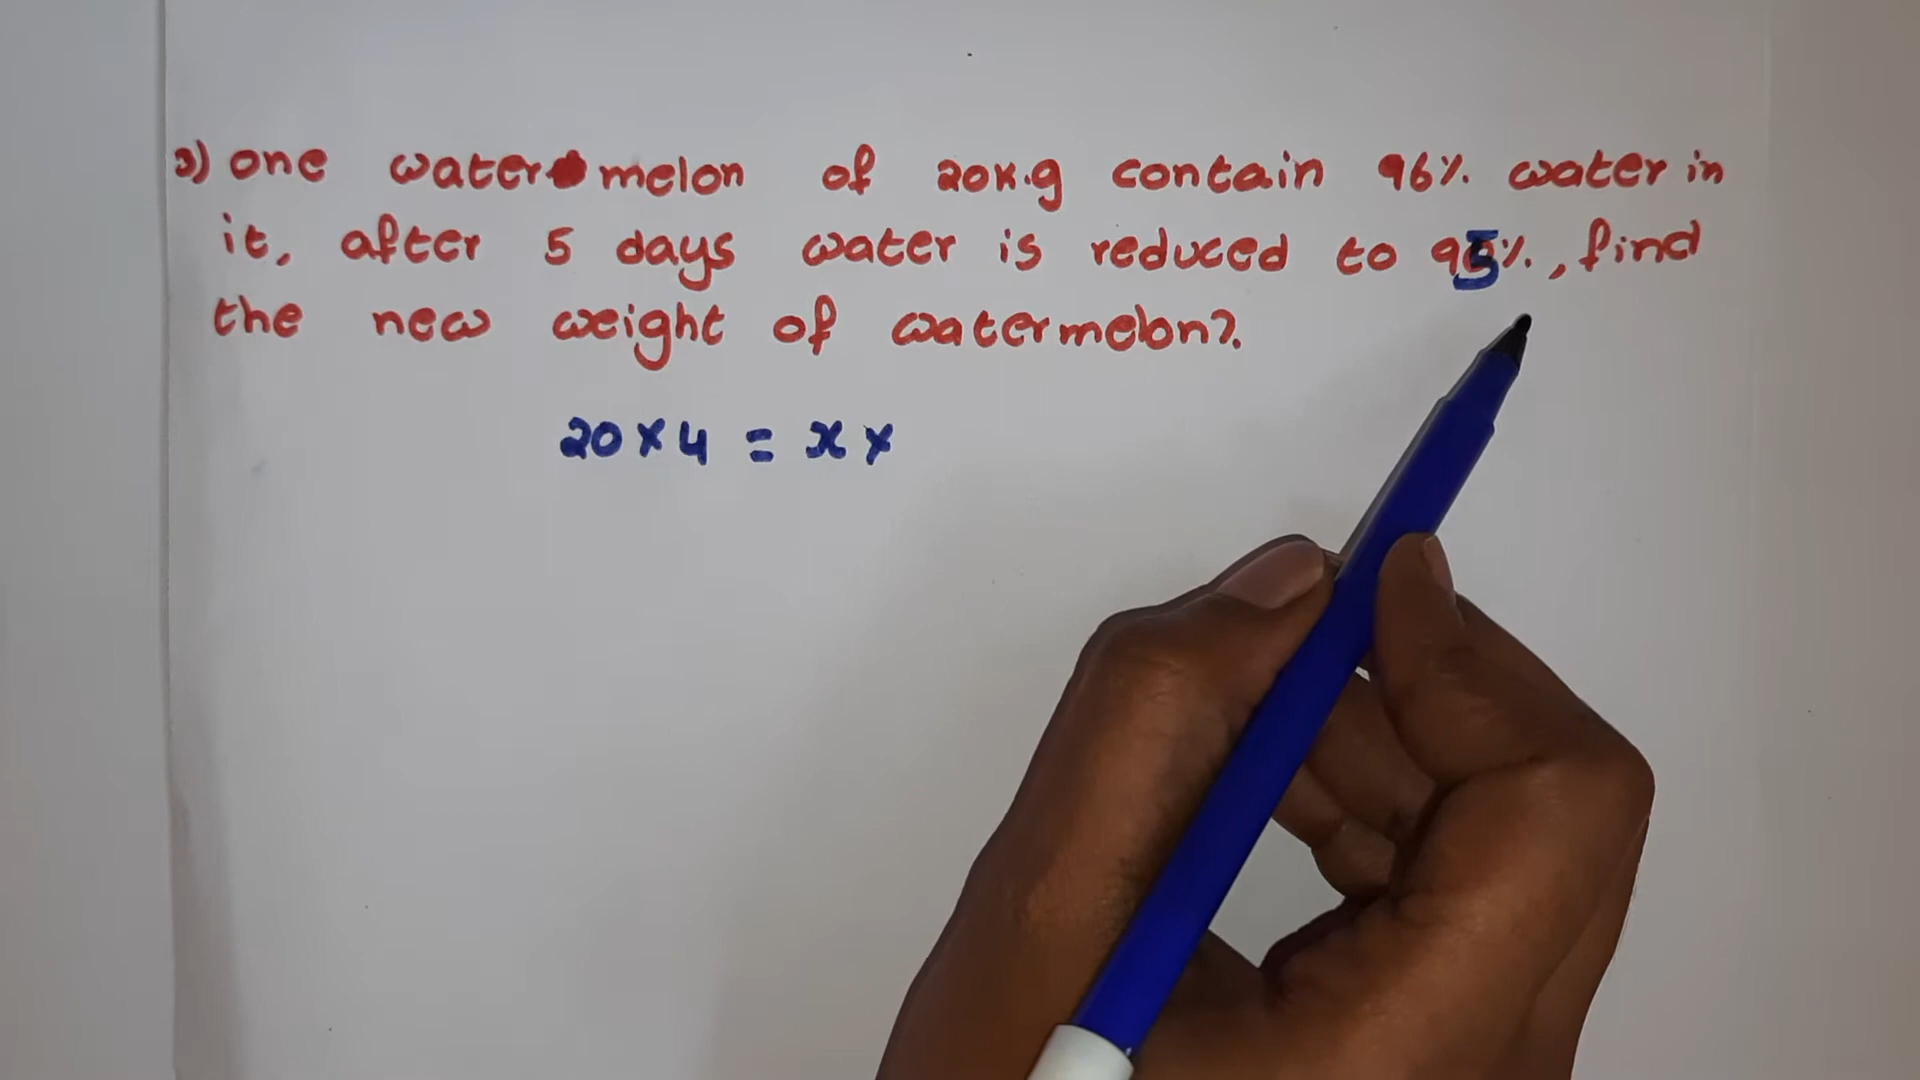 3) one water melon of 20K.g contain 96% water in
it, after 5 days water is reduced to 95%, find
the new weight of watermelon?.
20 × 4 = x ×